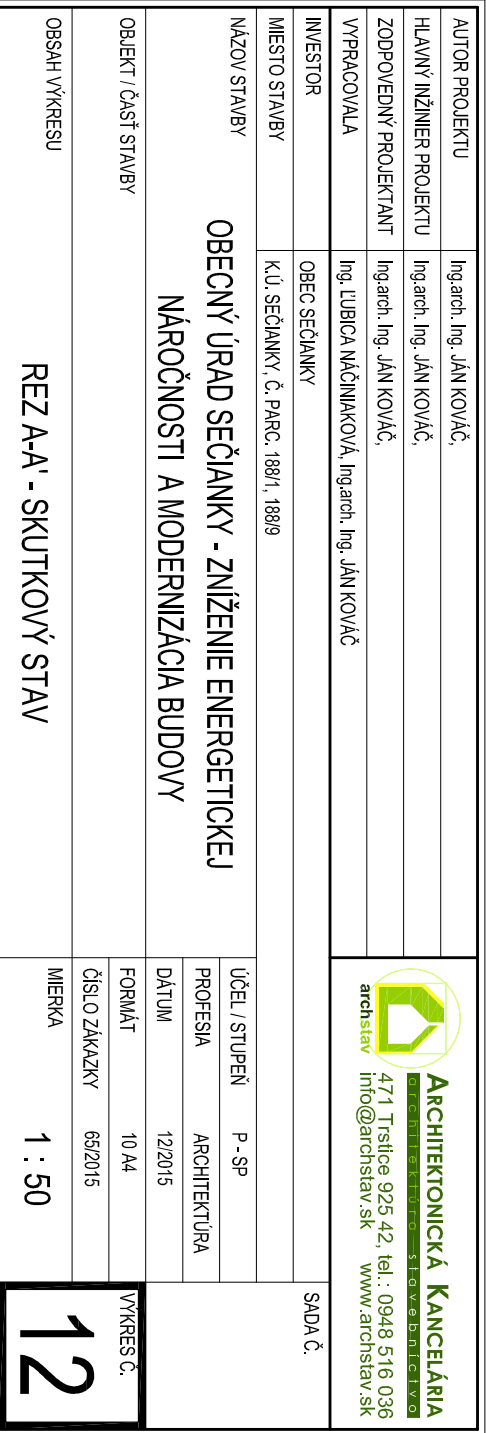 AUTOR PROJEKTU Ing.arch. Ing. JÁN KOVÁČ,
HLAVNÝ INŽINIER PROJEKTU Ing.arch. Ing. JÁN KOVÁČ,
ZODPOVEDNÝ PROJEKTANT Ing.arch. Ing. JÁN KOVÁČ,
VYPRACOVALA Ing. ĽUBICA NÁČINIAKOVÁ, Ing.arch. Ing. JÁN KOVÁČ
archstav
ARCHITEKTONICKÁ KANCELÁRIA
architektúra stavebníctvo
471 Trstice 925 42, tel.: 0948 516 036
info@archstav.sk www.archstav.sk
INVESTOR OBEC SEČIANKY
MIESTO STAVBY K.Ú. SEČIANKY, Č. PARC. 188/1, 188/9
SADA Č.
NÁZOV STAVBY
OBECNÝ ÚRAD SEČIANKY - ZNÍŽENIE ENERGETICKEJ
NÁROČNOSTI A MODERNIZÁCIA BUDOVY
ÚČEL / STUPEŇ P - SP
PROFESIA ARCHITEKTÚRA
DÁTUM 12/2015
OBJEKT / ČASŤ STAVBY
FORMÁT 10 A4
ČÍSLO ZÁKAZKY 65/2015
OBSAH VÝKRESU
REZ A-A' - SKUTKOVÝ STAV
MIERKA 1 : 50
VÝKRES Č.
12